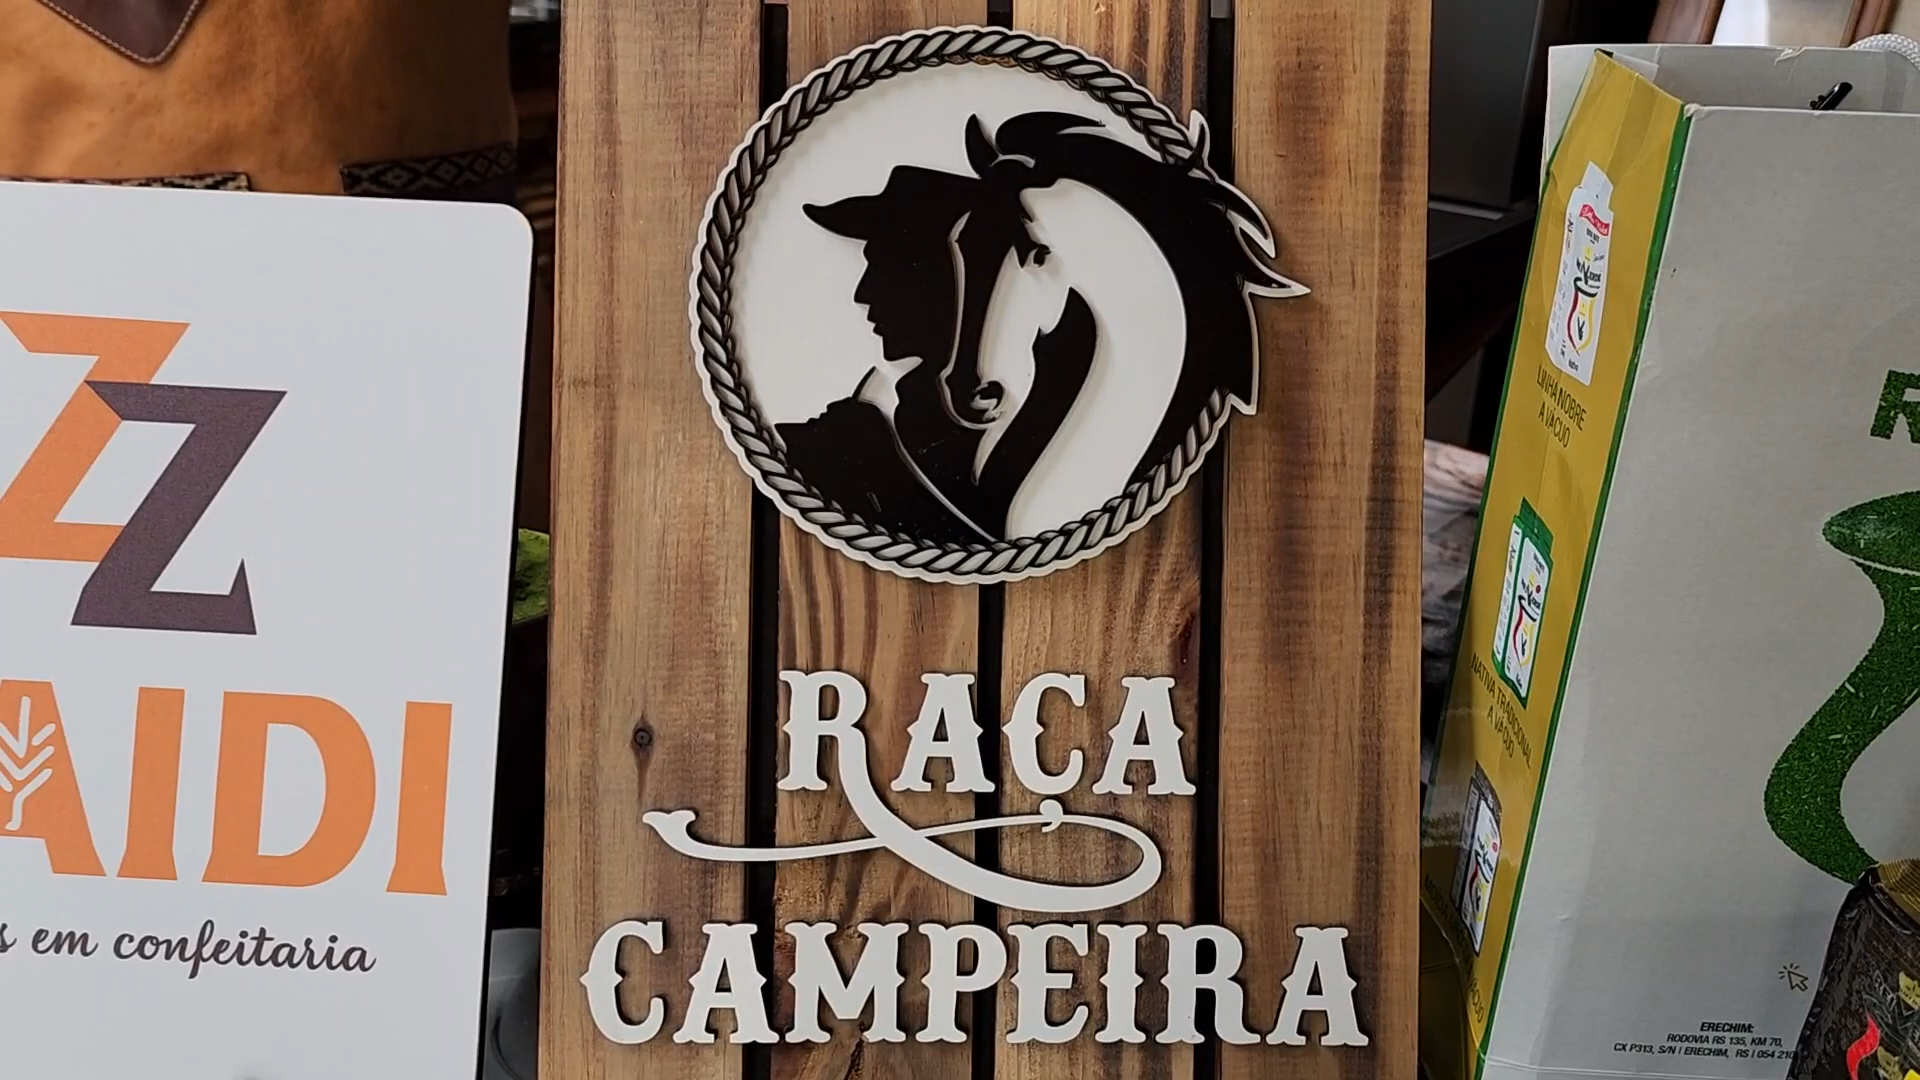 ZZ
AIDI
s em confeitaria
RAÇA
CAMPEIRA
LINHA NOBRE
A VÁCUO
NATIVA TRADICIONAL
A VÁCUO
R
ERECHIM:
RODOVIA RS 135, KM 70,
CX P313, S/N | ERECHIM, RS | 054 210